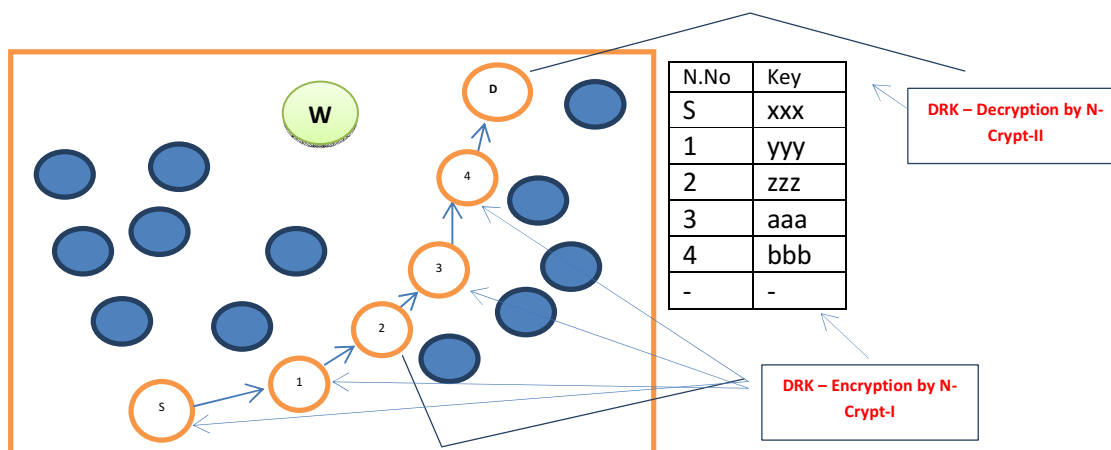 W
D
4
3
2
1
S
N.No Key
S xxx
1 yyy
2 zzz
3 aaa
4 bbb
- -
DRK – Decryption by N-
Crypt-II
DRK – Encryption by N-
Crypt-I